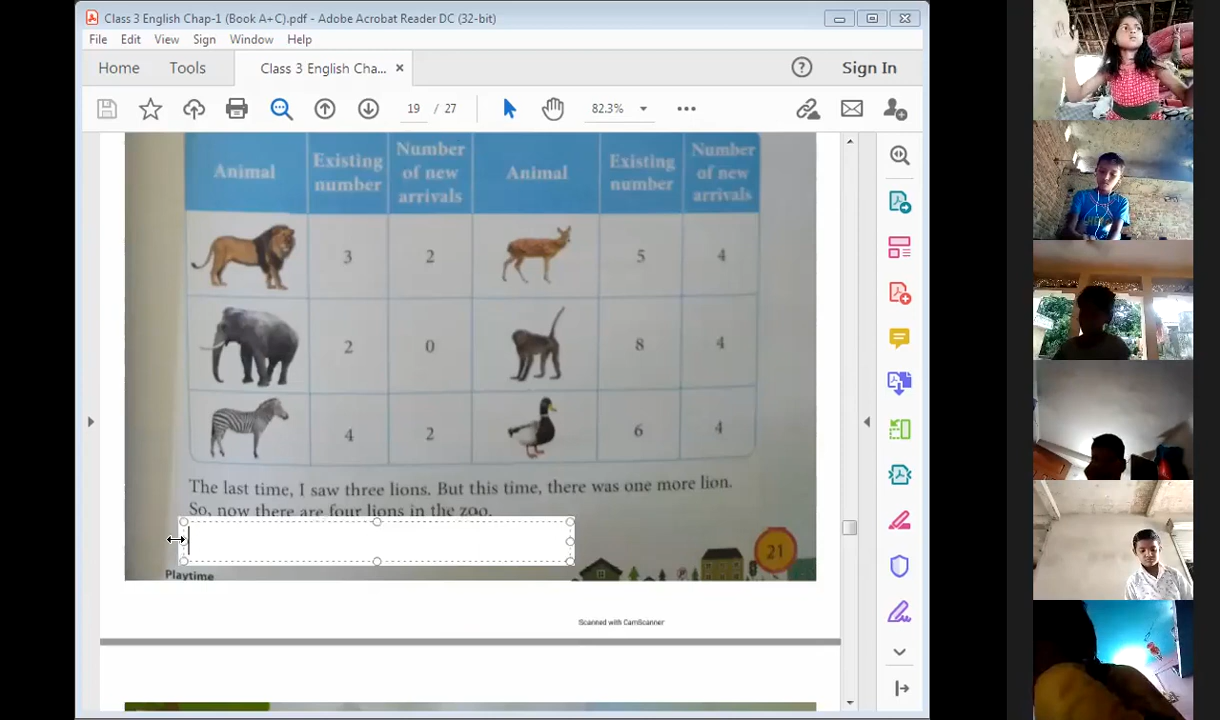 Class 3 English Chap-1 (Book A+C).pdf - Adobe Acrobat Reader DC (32-bit)
File Edit View Sign Window Help
Home Tools Class 3 English Cha... × Sign In
19 / 27 82.3%
Animal Existing number Number of new arrivals Animal Existing number Number of new arrivals
3 2 5 4
2 0 8 4
4 2 6 4
The last time, I saw three lions. But this time, there was one more lion.
So, now there are four lions in the zoo.
21
Playtime
Scanned with CamScanner